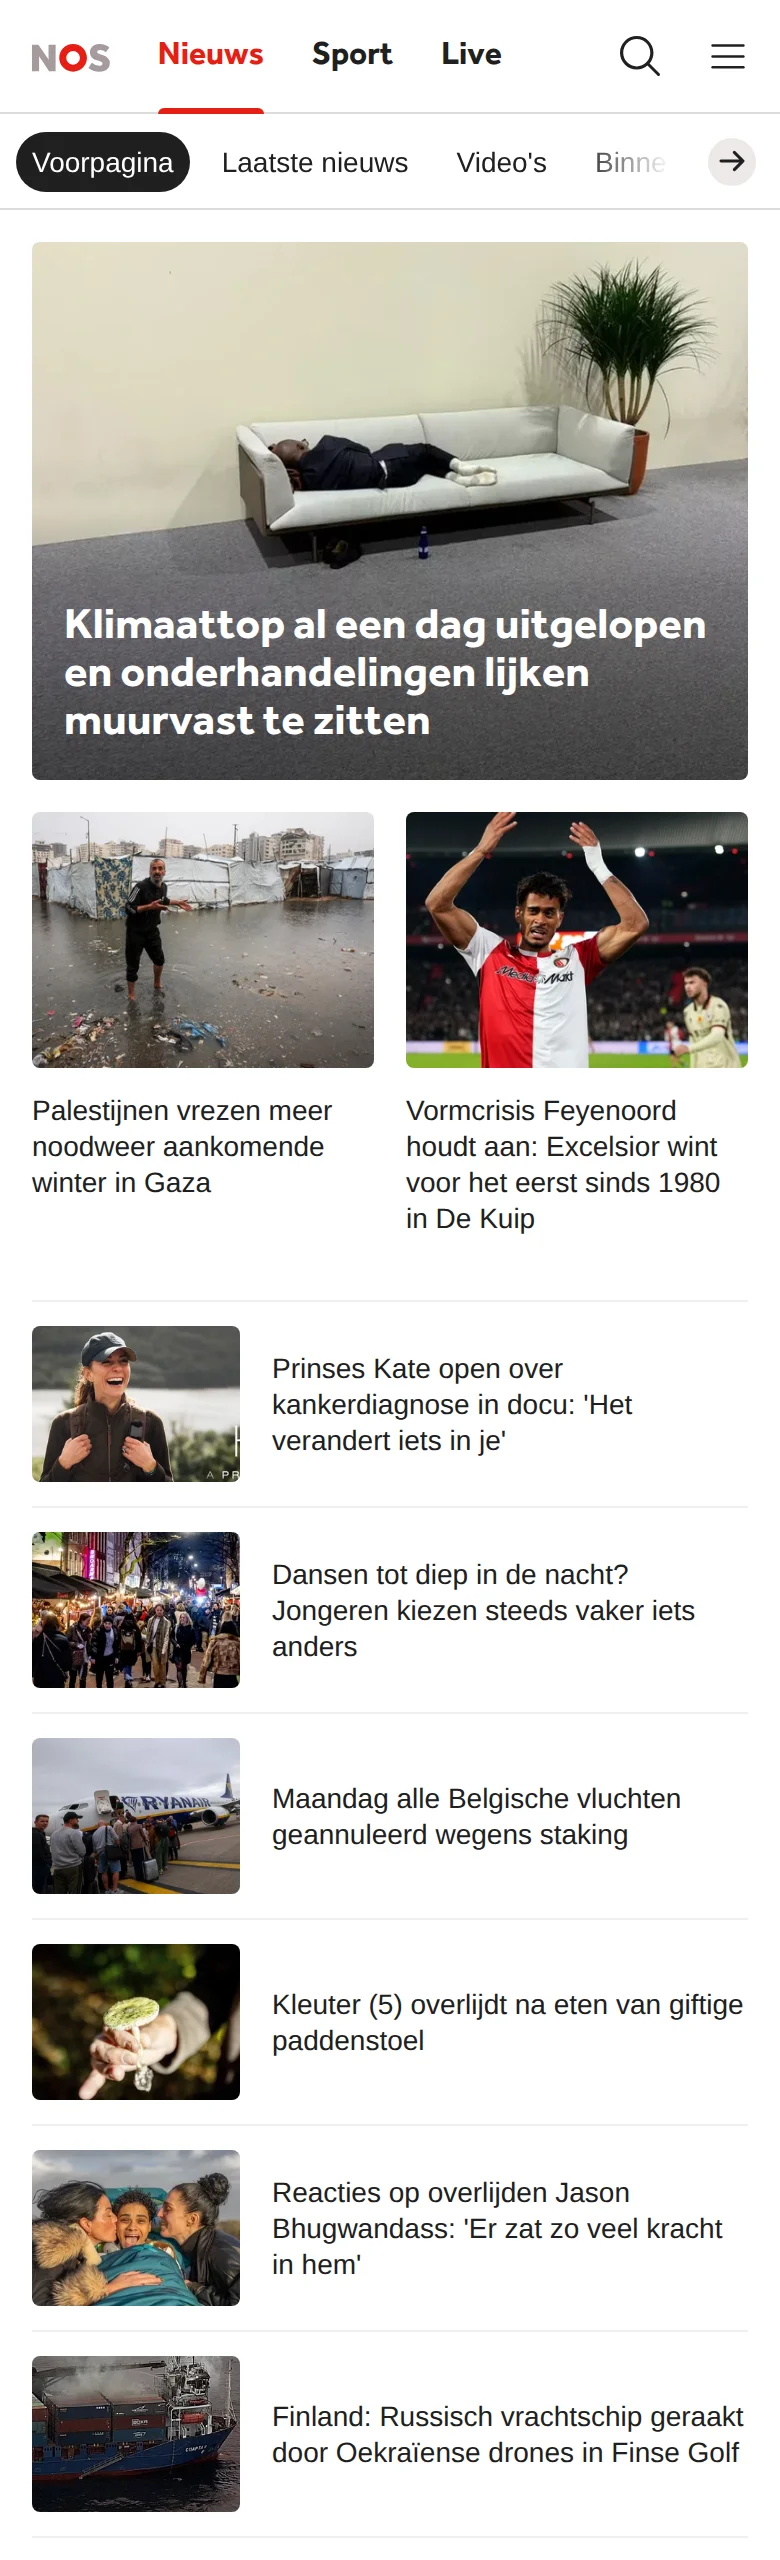 NOS
Nieuws
Sport
Live
Voorpagina
Laatste nieuws
Video's
Binne
Klimaattop al een dag uitgelopen
en onderhandelingen lijken
muurvast te zitten
MediaMarkt
Palestijnen vrezen meer
noodweer aankomende
winter in Gaza
Vormcrisis Feyenoord
houdt aan: Excelsior wint
voor het eerst sinds 1980
in De Kuip
A PR
Prinses Kate open over
kankerdiagnose in docu: 'Het
verandert iets in je'
Dansen tot diep in de nacht?
Jongeren kiezen steeds vaker iets
anders
RYANAIR
Maandag alle Belgische vluchten
geannuleerd wegens staking
Kleuter (5) overlijdt na eten van giftige
paddenstoel
Reacties op overlijden Jason
Bhugwandass: 'Er zat zo veel kracht
in hem'
Finland: Russisch vrachtschip geraakt
door Oekraïense drones in Finse Golf